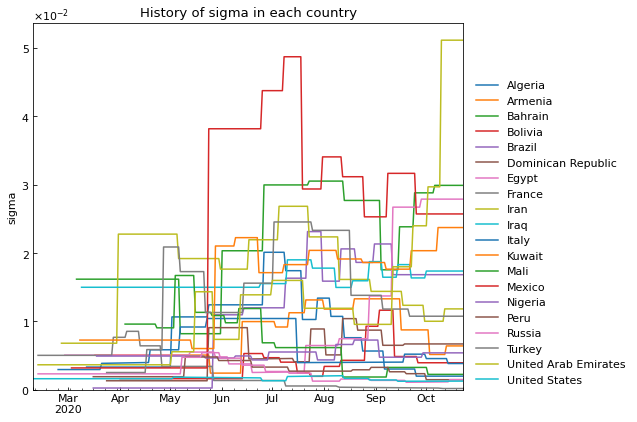 History of sigma in each country
×10⁻²
5
4
3
2
1
0
sigma
Mar
2020
Apr
May
Jun
Jul
Aug
Sep
Oct
Algeria
Armenia
Bahrain
Bolivia
Brazil
Dominican Republic
Egypt
France
Iran
Iraq
Italy
Kuwait
Mali
Mexico
Nigeria
Peru
Russia
Turkey
United Arab Emirates
United States